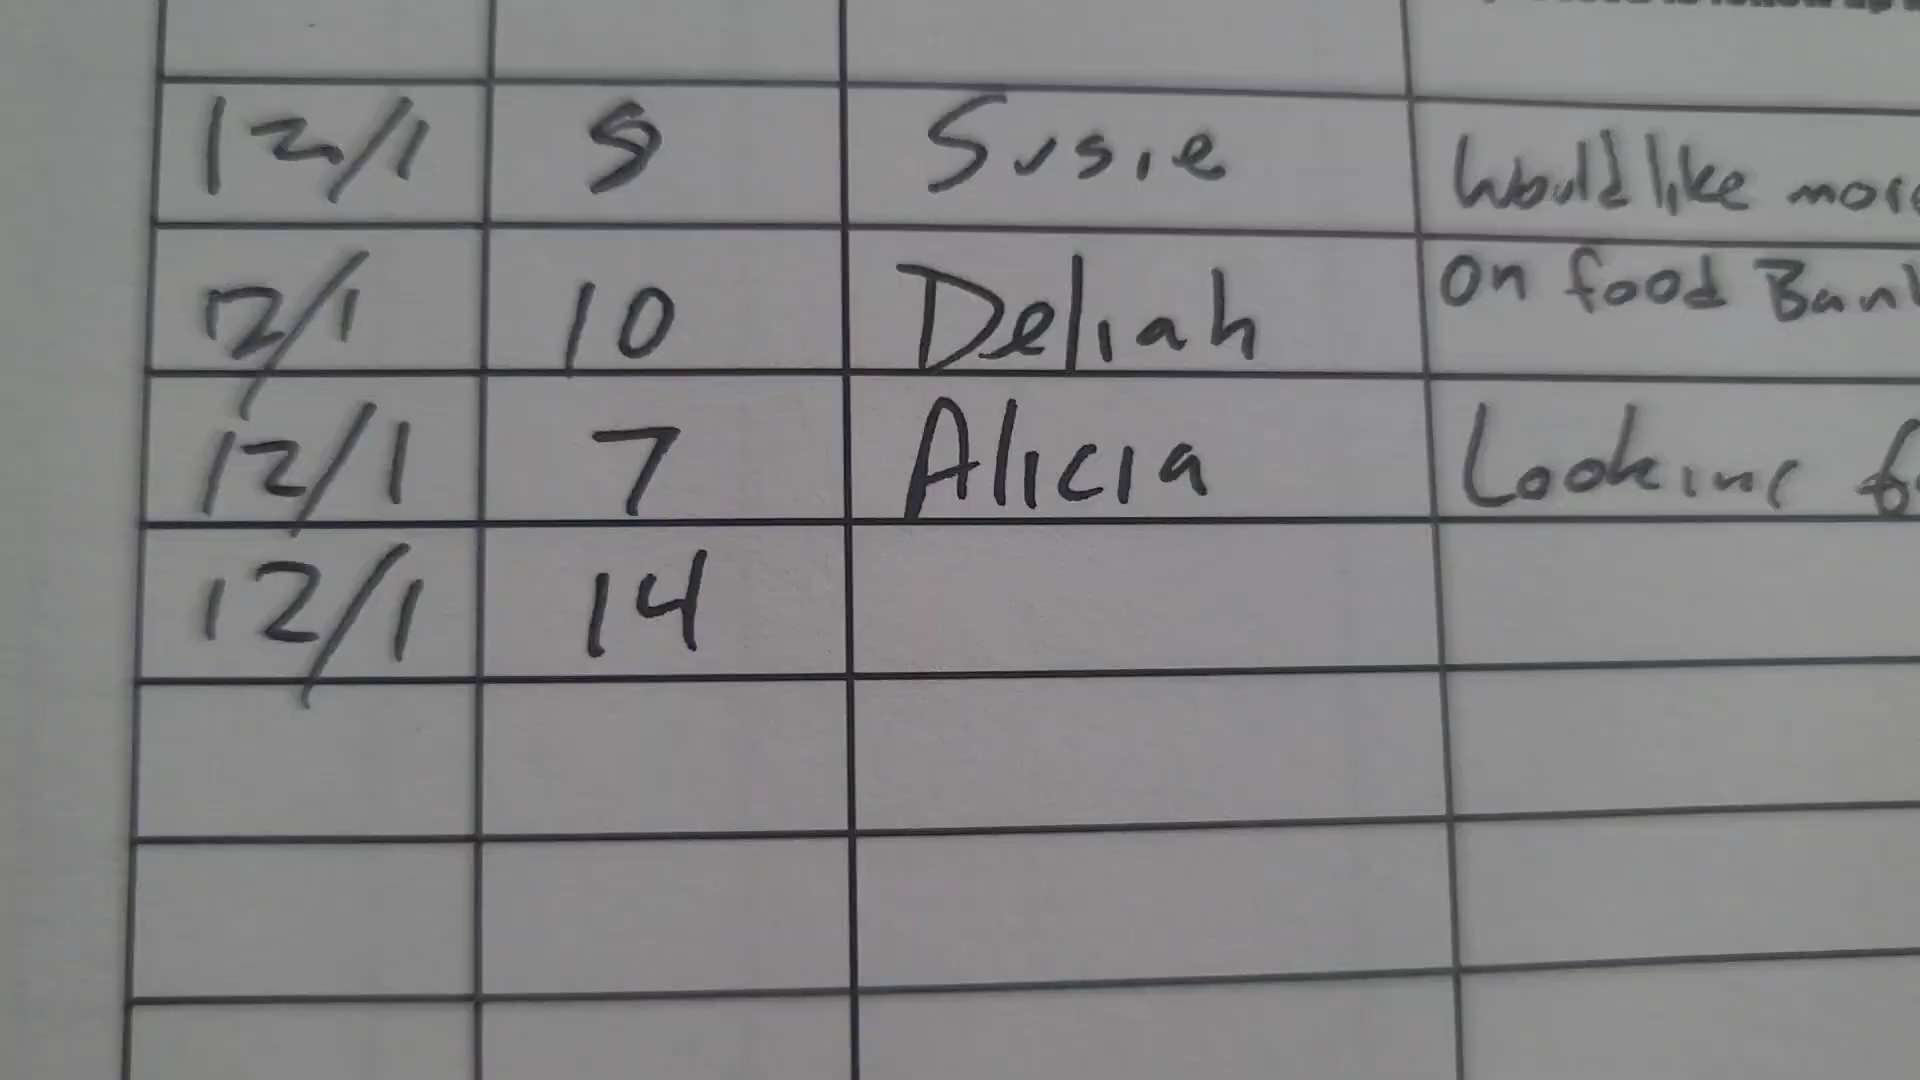 12/1 8 Susie Would like more
12/1 10 Deliah on food Bank
12/1 7 Alicia Looking
12/1 14